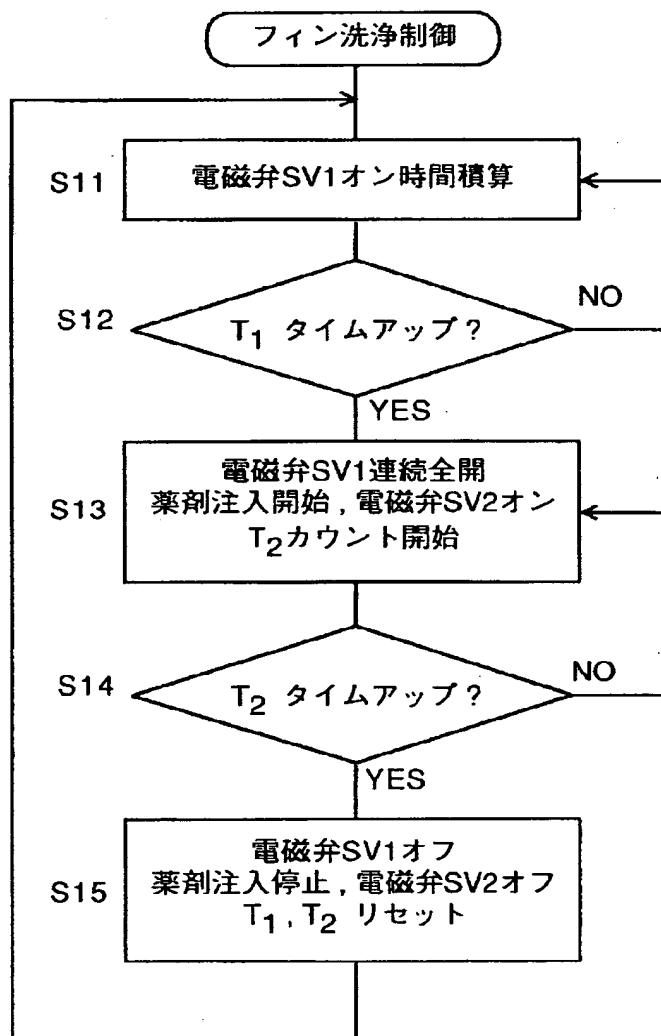 フィン洗浄制御
S11
電磁弁SV1オン時間積算
S12
T1 タイムアップ?
NO
YES
S13
電磁弁SV1連続全開
薬剤注入開始,電磁弁SV2オン
T2カウント開始
S14
T2 タイムアップ?
NO
YES
S15
電磁弁SV1オフ
薬剤注入停止,電磁弁SV2オフ
T1,T2 リセット